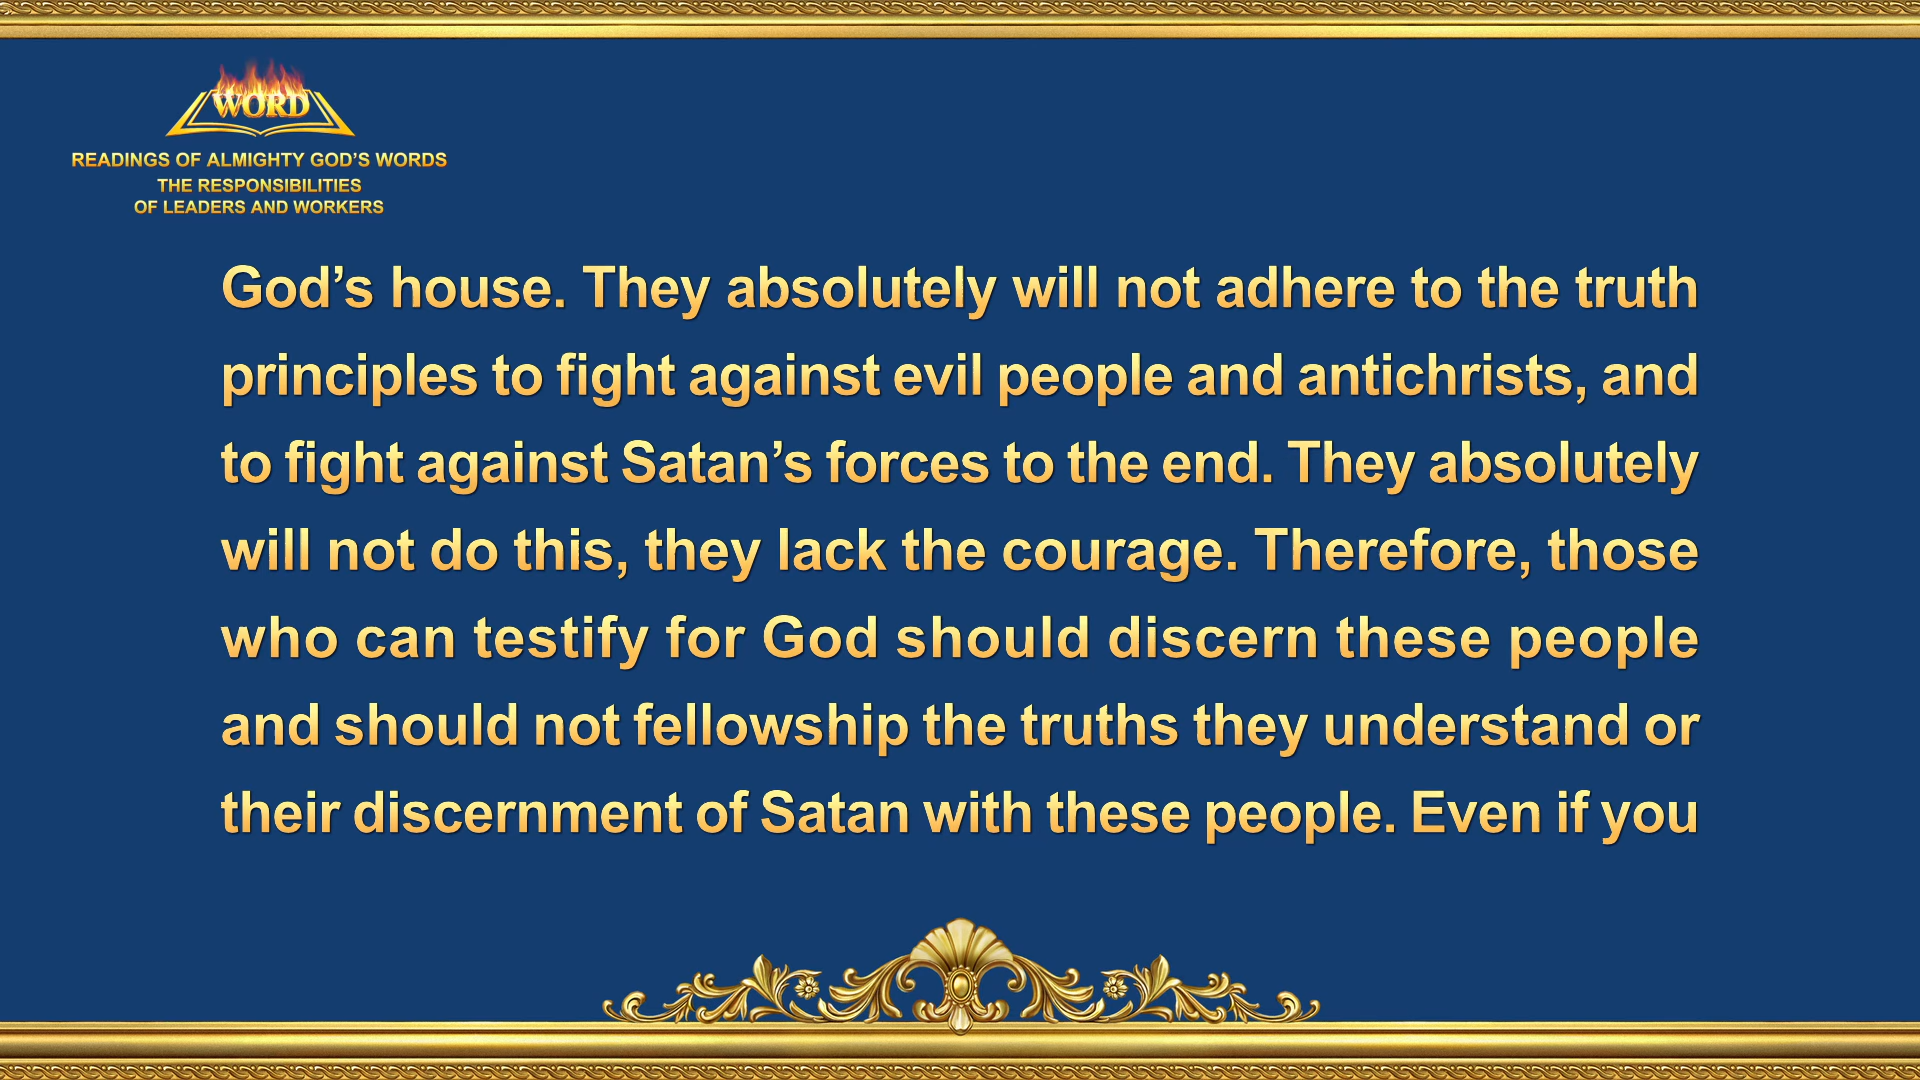 WORD
READINGS OF ALMIGHTY GOD’S WORDS
THE RESPONSIBILITIES
OF LEADERS AND WORKERS
God’s house. They absolutely will not adhere to the truth
principles to fight against evil people and antichrists, and
to fight against Satan’s forces to the end. They absolutely
will not do this, they lack the courage. Therefore, those
who can testify for God should discern these people
and should not fellowship the truths they understand or
their discernment of Satan with these people. Even if you